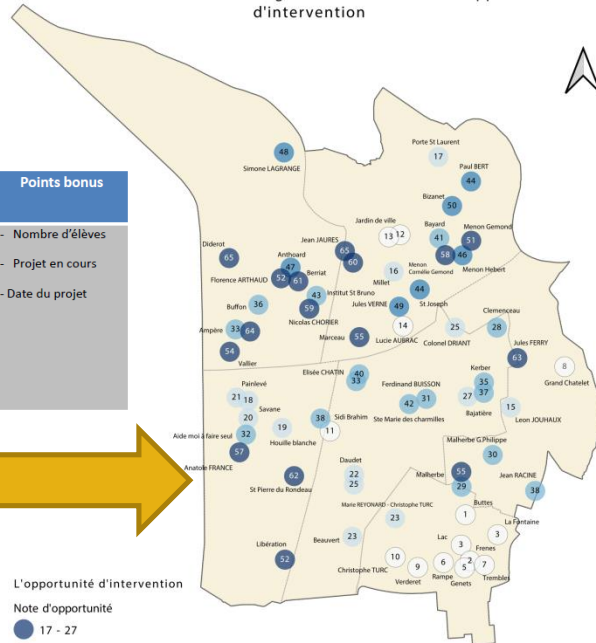 d'intervention
Points bonus
- Nombre d'élèves
- Projet en cours
- Date du projet
48
Simone LAGRANGE
Porte St Laurent
17
Paul BERT
44
Bizanet
50
Jardin de ville
13 12
Bayard
41
Menon Gemond
51
58
46
Menon Cornélie Gemond
Menon Hebert
Diderot
65
Jean JAURES
65
60
Anthoard
47
Florence ARTHAUD
52
61
Berriat
Millet
16
44
St Joseph
Buffon
36
43
Institut St Bruno
59
Nicolas CHORIER
Jules VERNE
49
14
Lucie AUBRAC
Ampère
33
64
54
Vallier
Marceau
55
25
Colonel DRIANT
Clemenceau
28
Jules FERRY
63
8
Grand Chatelet
Elisée CHATIN
40
33
Ferdinand BUISSON
42
31
Ste Marie des charmilles
Kerber
35
37
27
Bajatière
15
Leon JOUHAUX
Painlevé
21
18
Savane
20
Aide moi à faire seul
32
19
Houille blanche
38
Sidi Brahim
11
57
Anatole FRANCE
Malherbe G.Philippe
30
Malherbe
55
29
Jean RACINE
38
Daudet
22
25
62
St Pierre du Rondeau
Buttes
1
Marie REYONARD - Christophe TURC
23
La Fontaine
3
Beauvert
23
Lac
3
Frenes
2
Libération
52
Christophe TURC
10
9
Verderet
6
Rampe
5
Genets
7
Trembles
L'opportunité d'intervention
Note d'opportunité
17 - 27